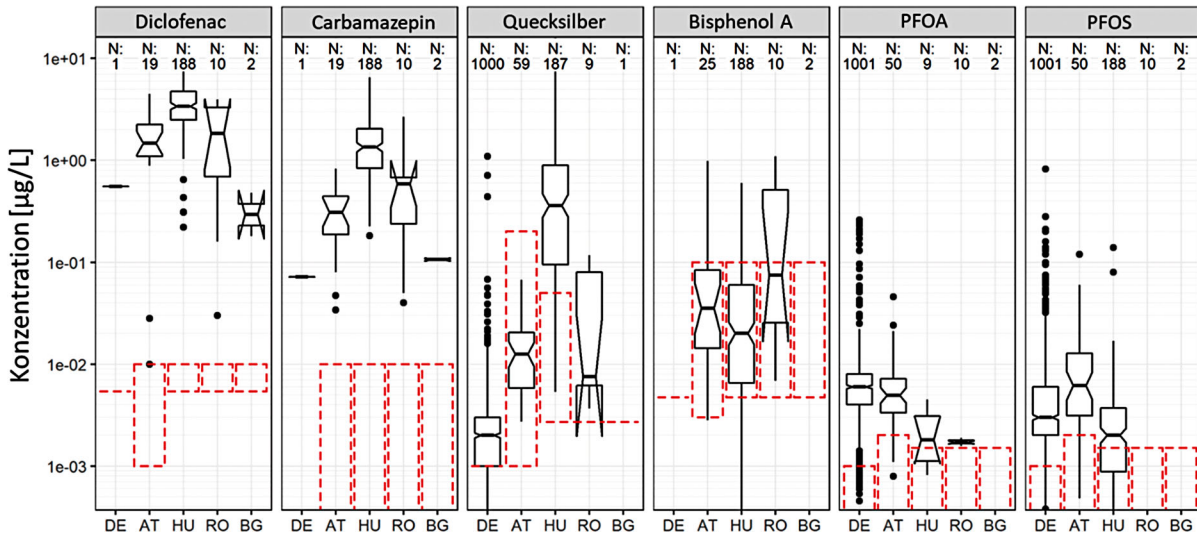 Diclofenac Carbamazepin Quecksilber Bisphenol A PFOA PFOS
N: N: N: N: N: N: N: N: N: N: N: N: N: N: N: N: N: N: N: N: N: N: N: N: N: N: N: N: N: N:
1 19 188 10 2 1 19 188 10 2 1000 59 187 9 1 1 25 188 10 2 1001 50 9 10 2 1001 50 188 10 2
1e+01
1e+00
1e-01
1e-02
1e-03
Konzentration [µg/L]
DE AT HU RO BG DE AT HU RO BG DE AT HU RO BG DE AT HU RO BG DE AT HU RO BG DE AT HU RO BG